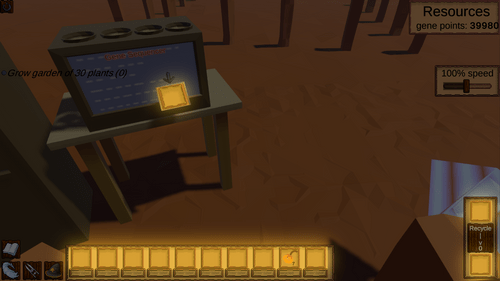 Resources
gene points: 39980
Grow garden of 30 plants (0)
100% speed
Recycle
l
v
0